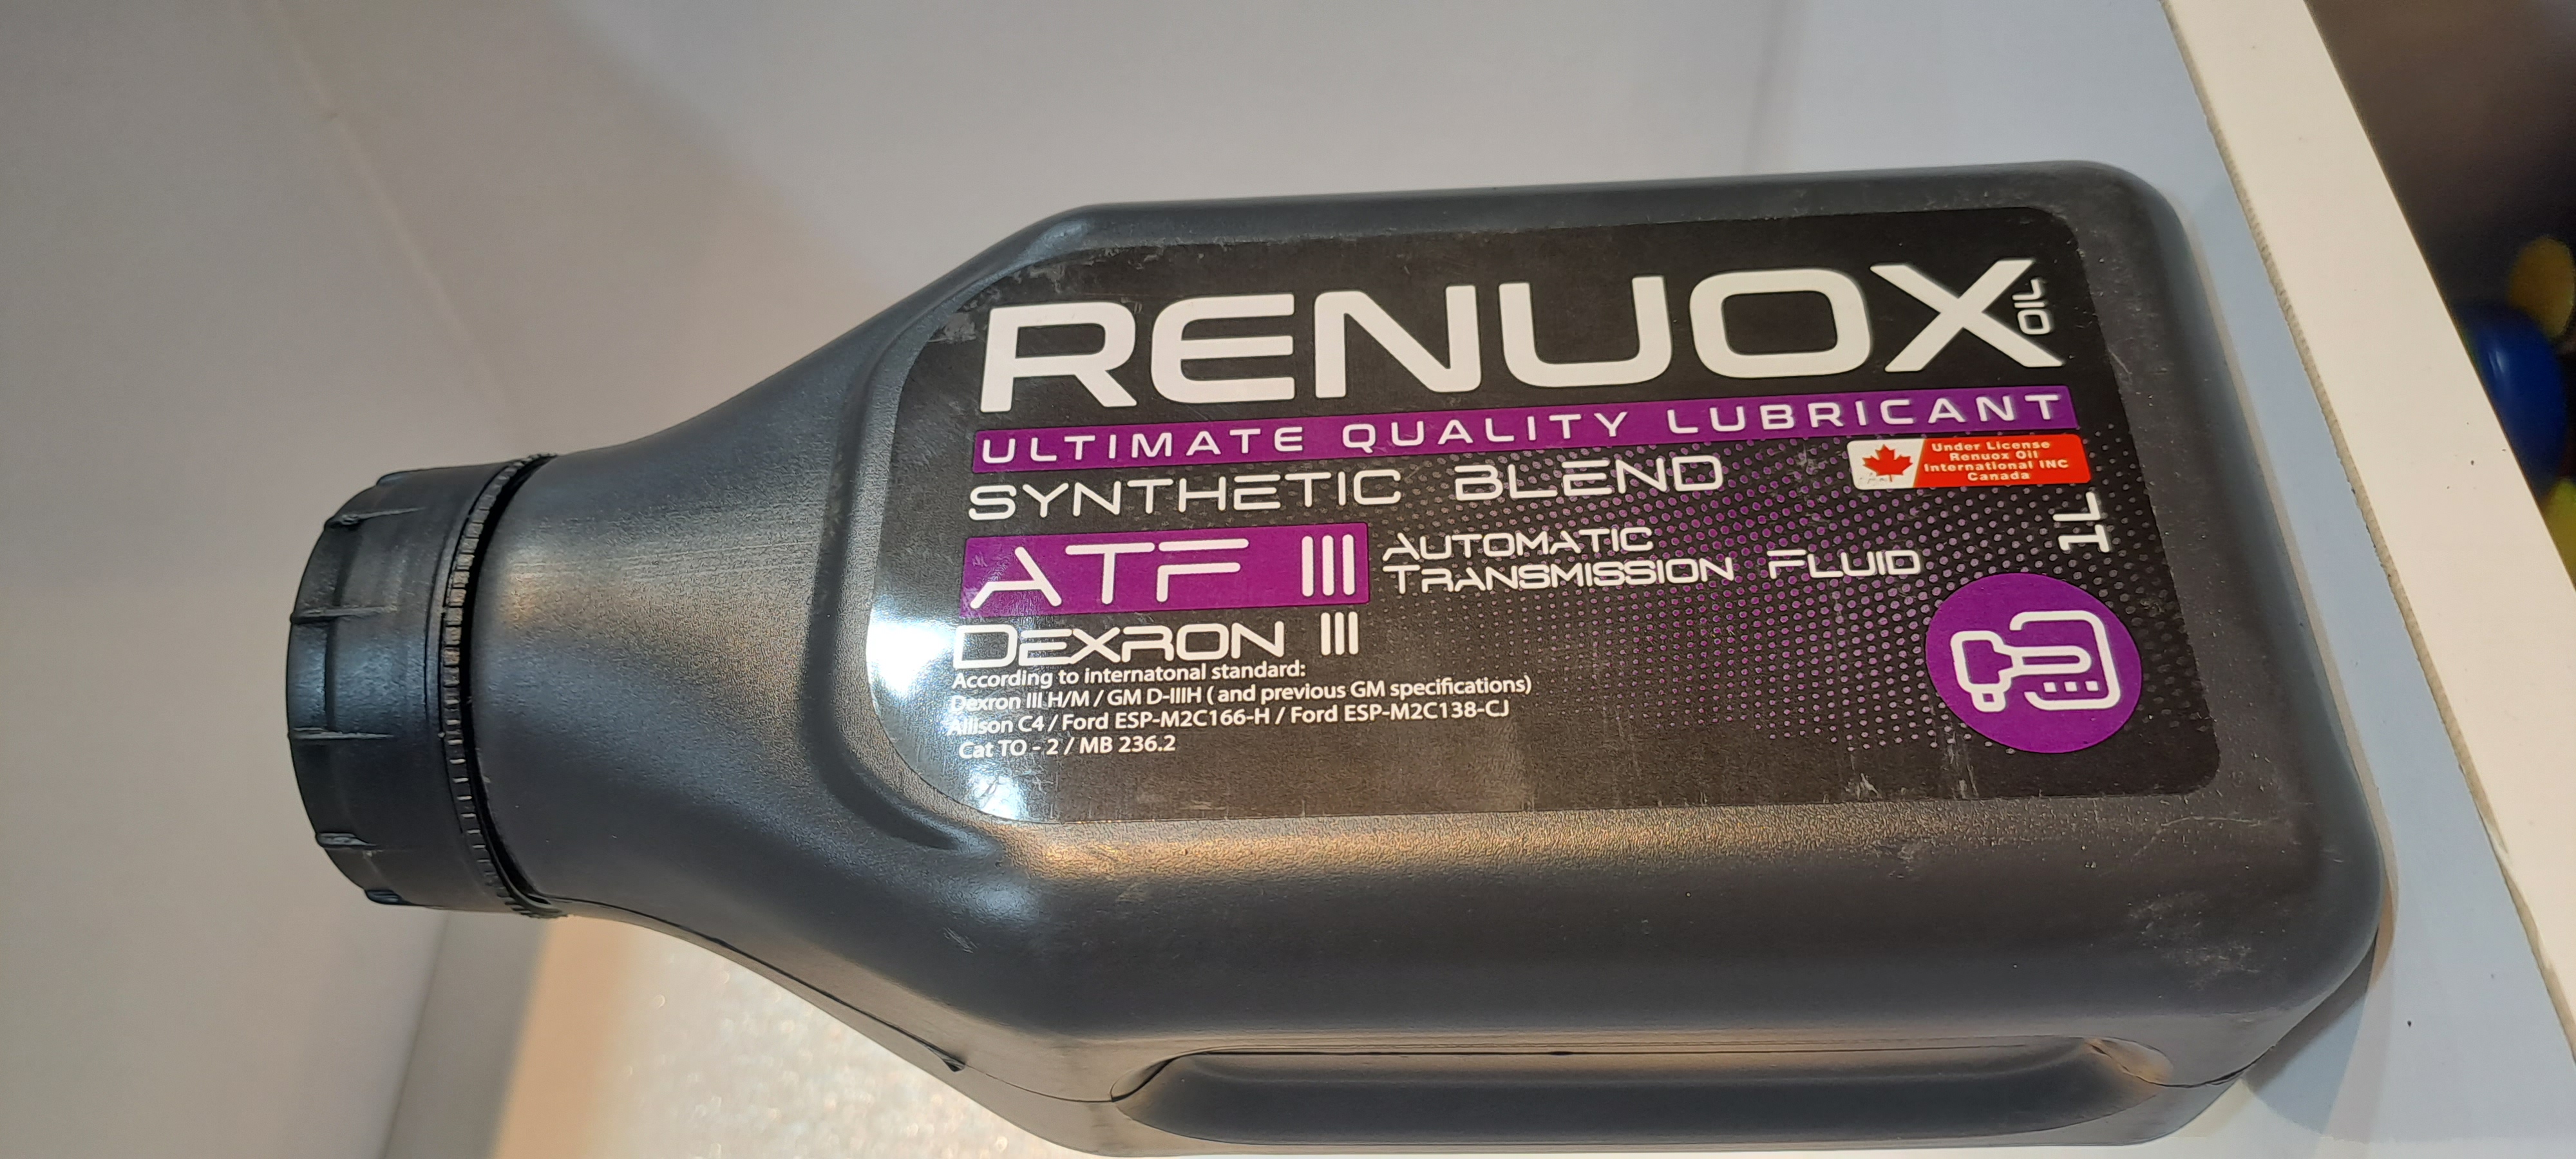 RENUOX
OIL
ULTIMATE QUALITY LUBRICANT
SYNTHETIC BLEND
Under License
Renuox Oil
International INC
Canada
1L
ATF III
AUTOMATIC
TRANSMISSION FLUID
DEXRON III
According to internatonal standard:
Dexron III H/M / GM D-IIIH ( and previous GM specifications)
Allison C4 / Ford ESP-M2C166-H / Ford ESP-M2C138-CJ
Cat TO - 2 / MB 236.2